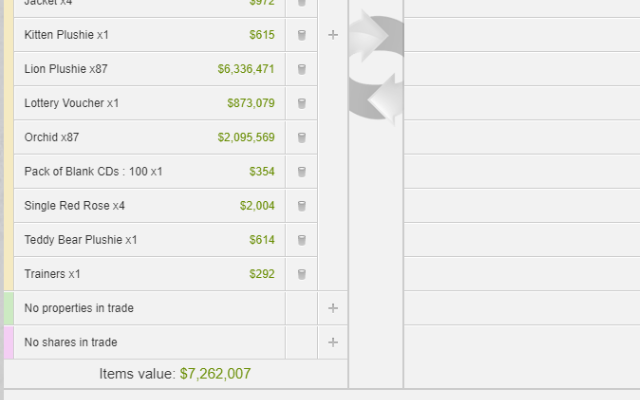 Jacket x4 $972
Kitten Plushie x1 $615
Lion Plushie x87 $6,336,471
Lottery Voucher x1 $873,079
Orchid x87 $2,095,569
Pack of Blank CDs : 100 x1 $354
Single Red Rose x4 $2,004
Teddy Bear Plushie x1 $614
Trainers x1 $292
No properties in trade
No shares in trade
Items value: $7,262,007